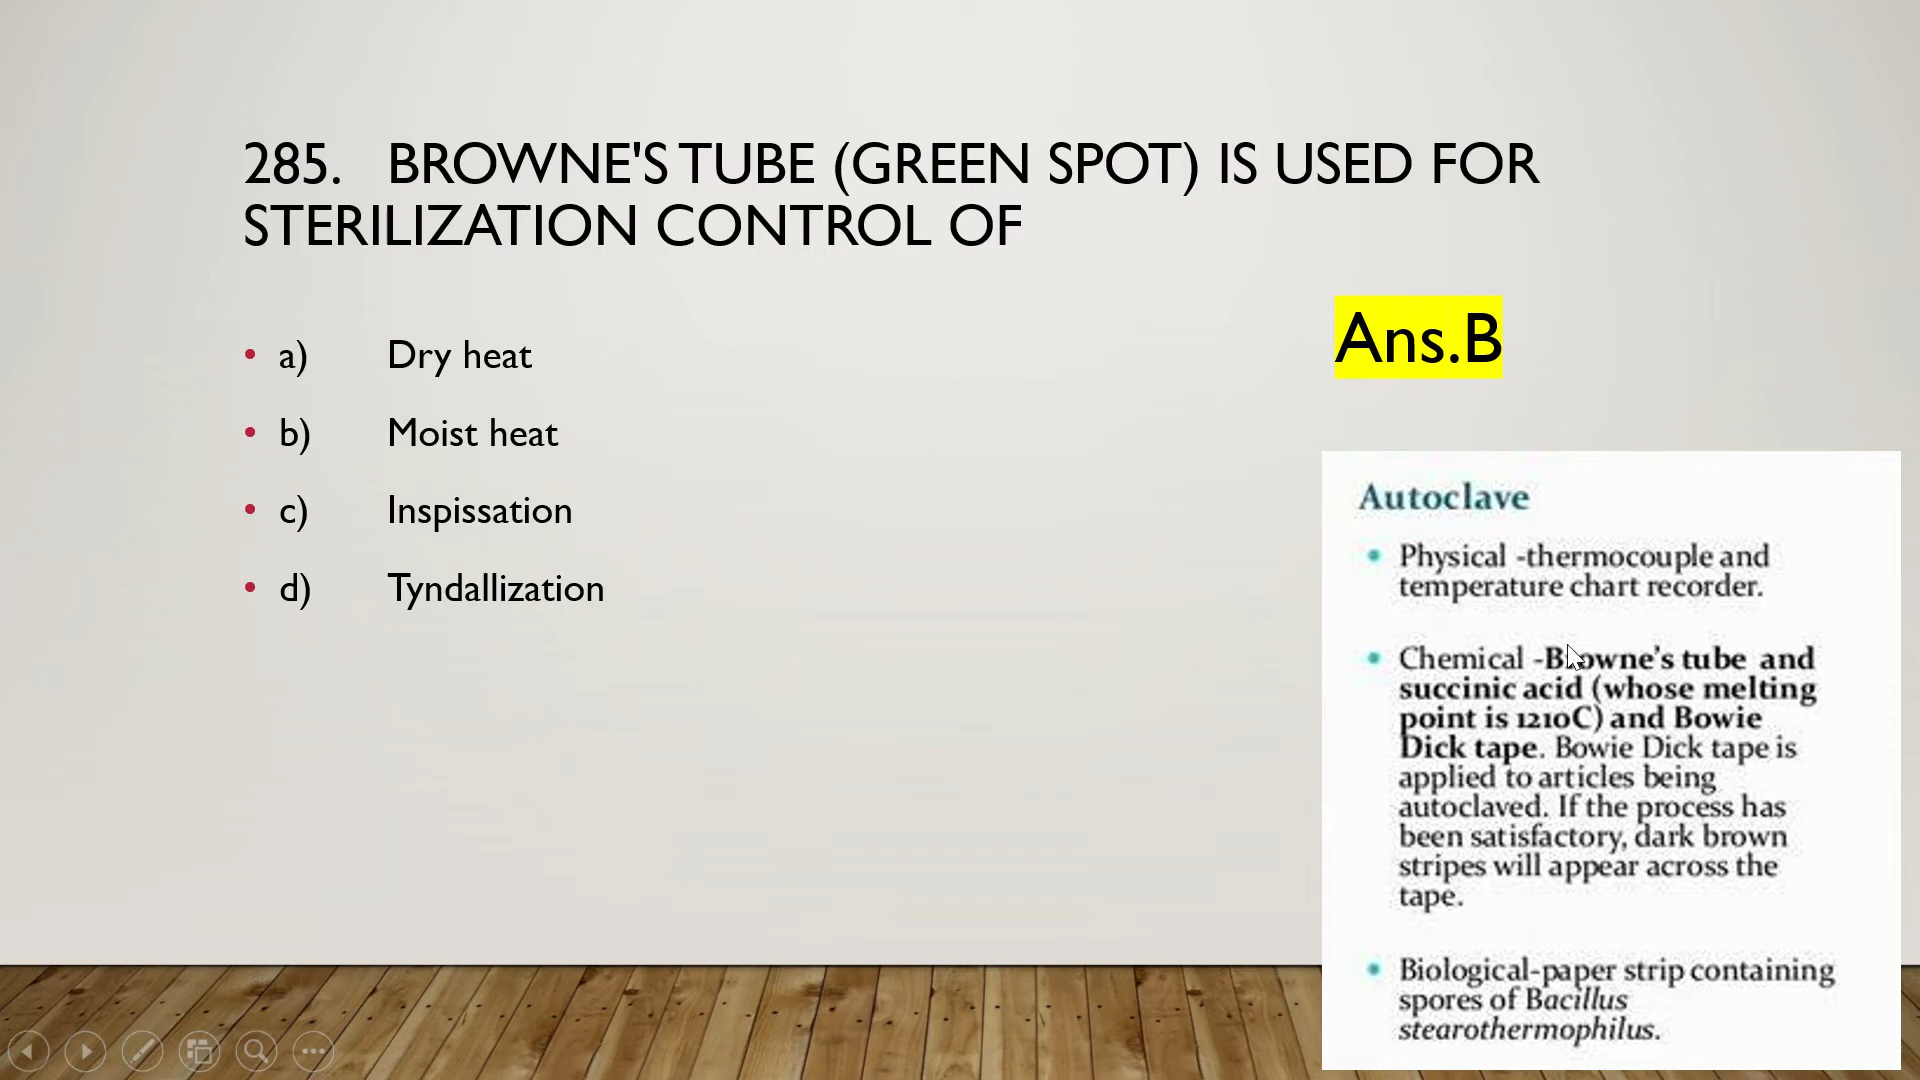 285. BROWNE'S TUBE (GREEN SPOT) IS USED FOR
STERILIZATION CONTROL OF
• a) Dry heat
• b) Moist heat
• c) Inspissation
• d) Tyndallization
Ans.B
Autoclave
• Physical -thermocouple and
temperature chart recorder.
• Chemical -Browne's tube and
succinic acid (whose melting
point is 121oC) and Bowie
Dick tape. Bowie Dick tape is
applied to articles being
autoclaved. If the process has
been satisfactory, dark brown
stripes will appear across the
tape.
• Biological-paper strip containing
spores of Bacillus
stearothermophilus.